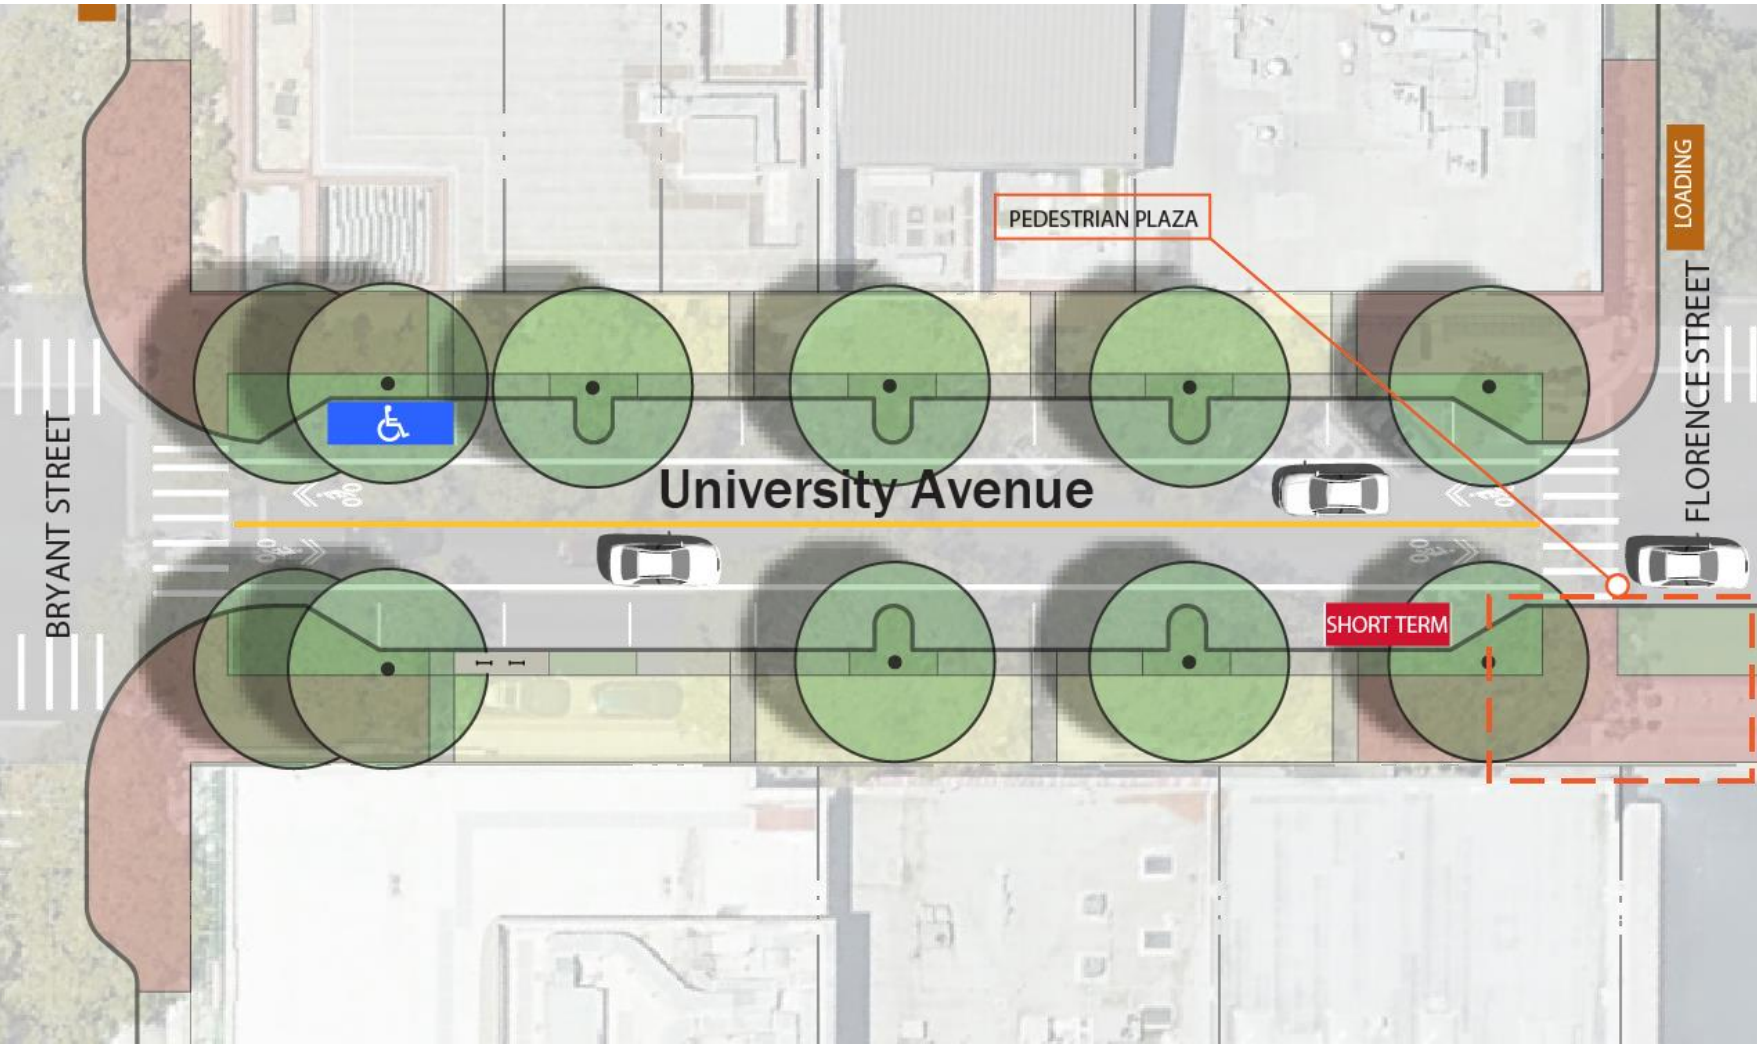 LOADING
PEDESTRIAN PLAZA
FLORENCE STREET
BRYANT STREET
University Avenue
SHORT TERM